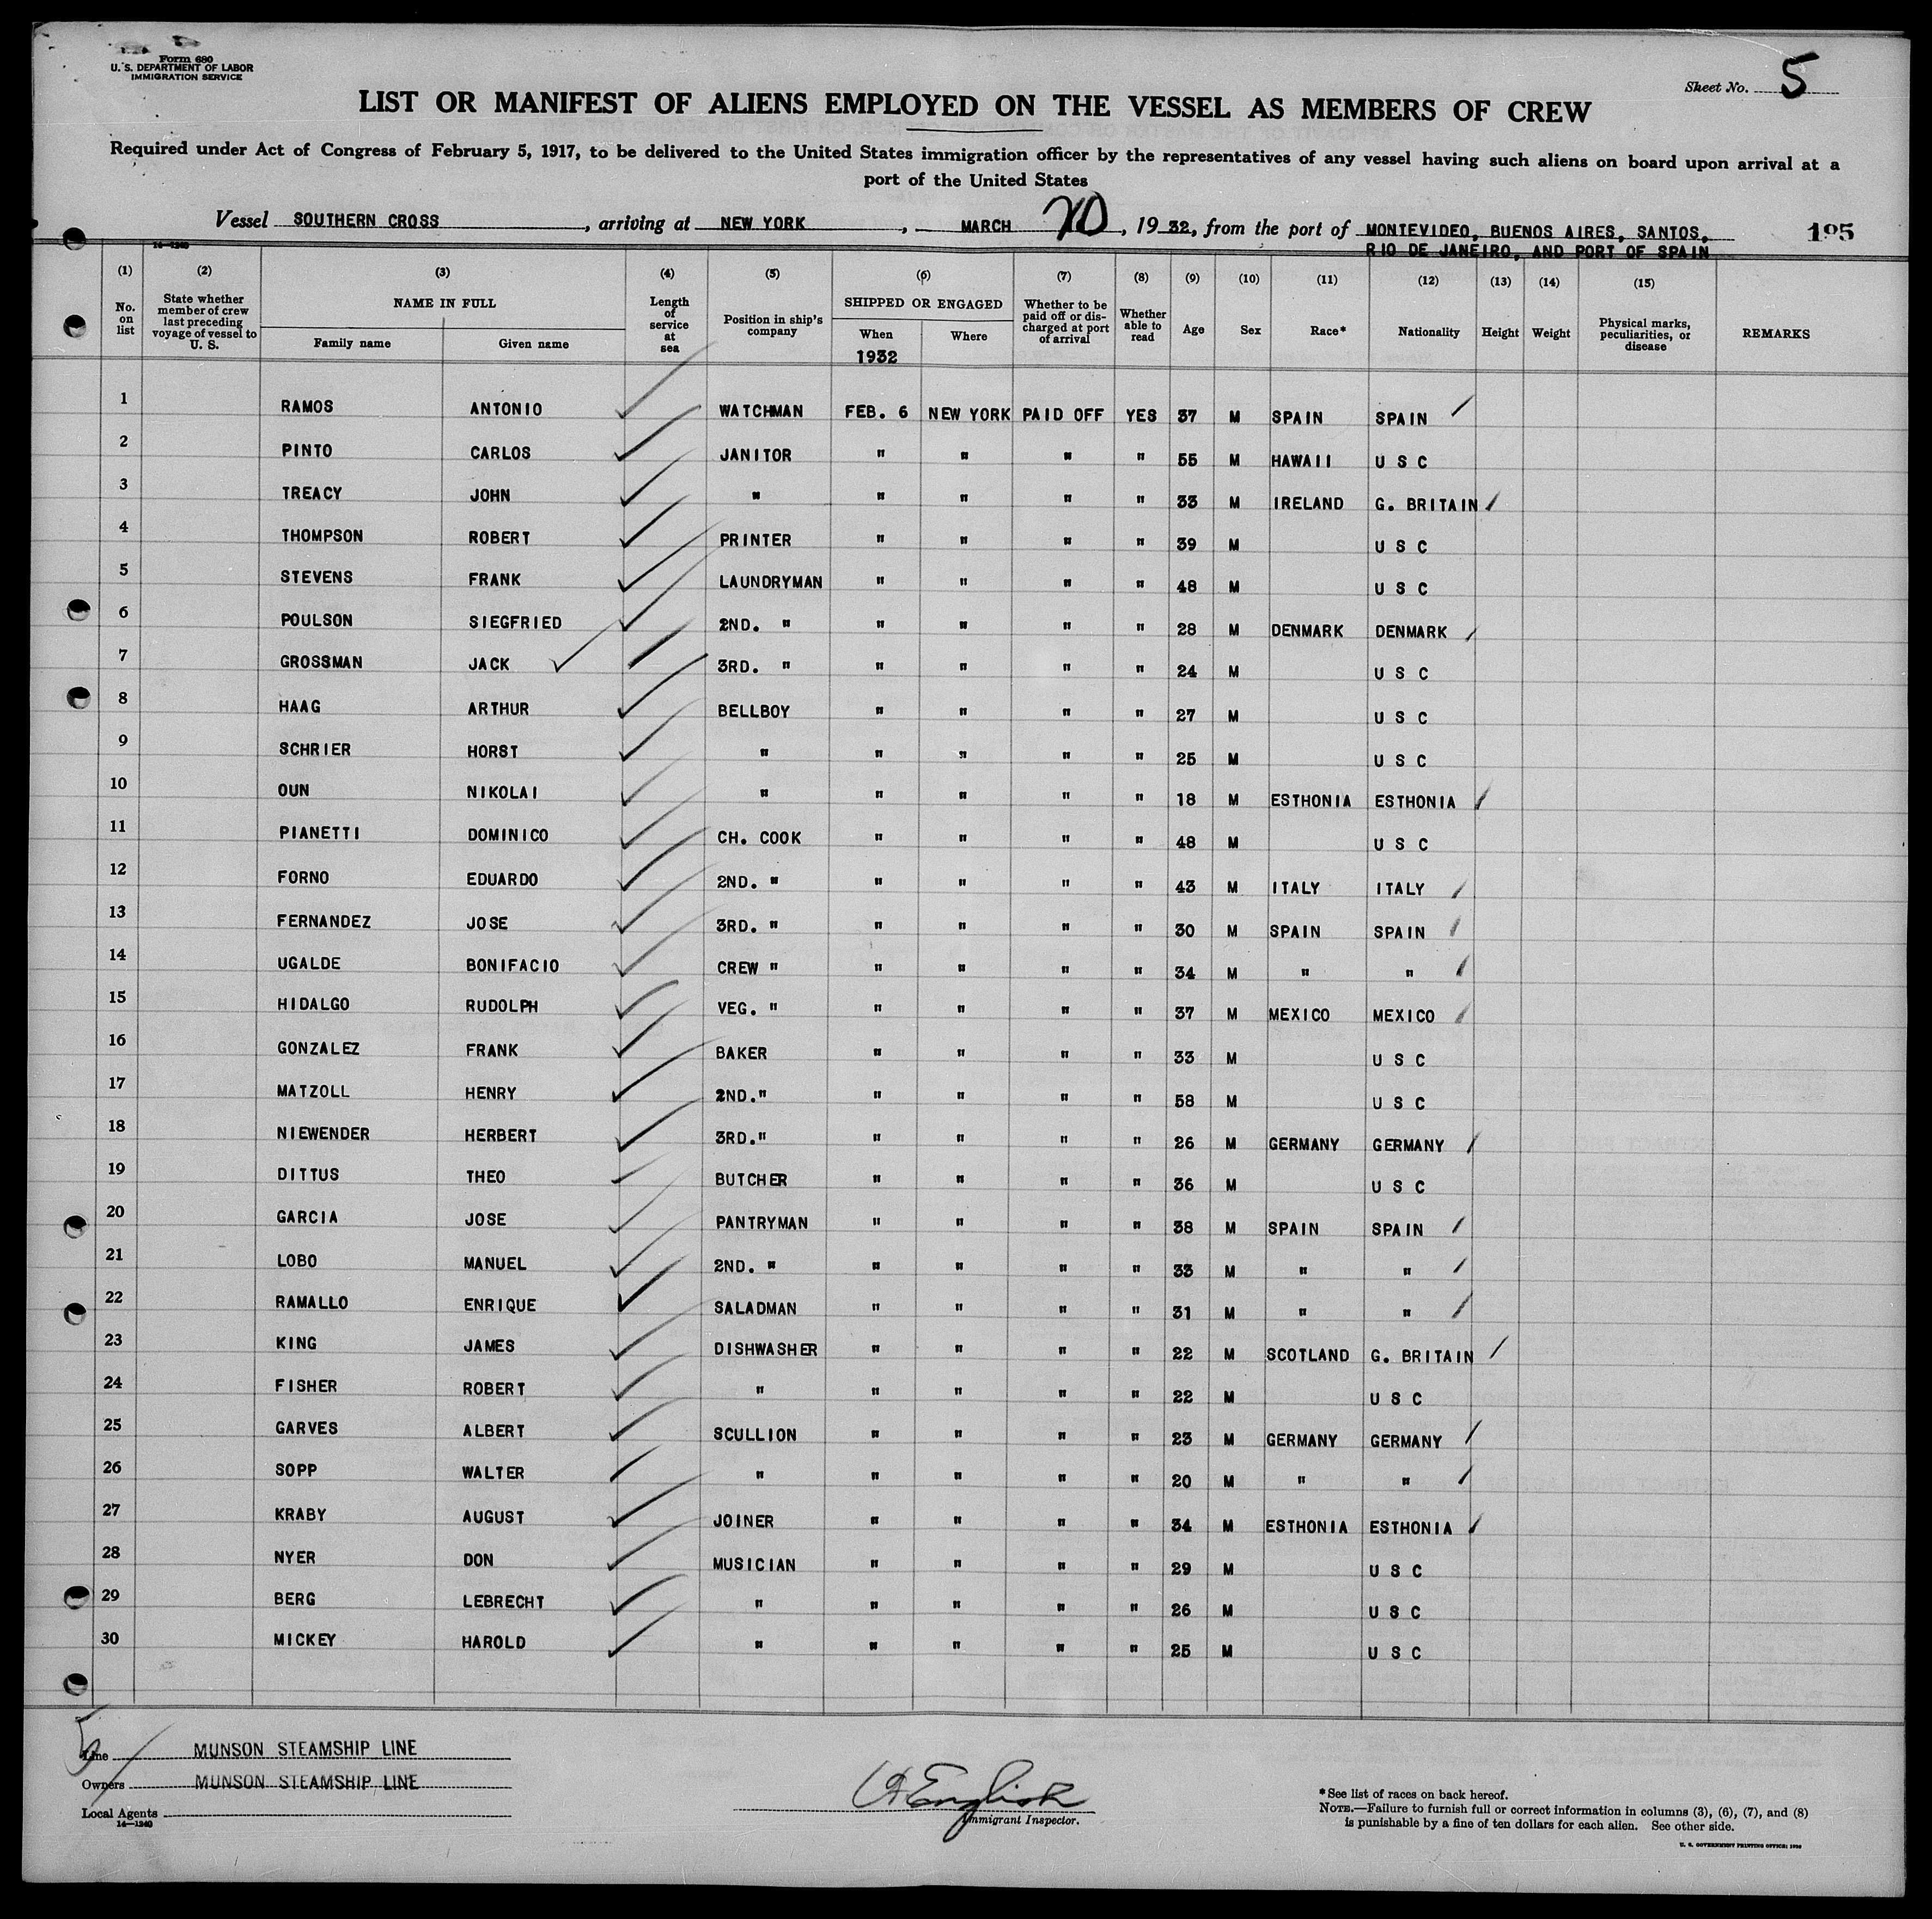 Form 680
U. S. DEPARTMENT OF LABOR
IMMIGRATION SERVICE
Sheet No. 5
LIST OR MANIFEST OF ALIENS EMPLOYED ON THE VESSEL AS MEMBERS OF CREW
Required under Act of Congress of February 5, 1917, to be delivered to the United States immigration officer by the representatives of any vessel having such aliens on board upon arrival at a
port of the United States
Vessel SOUTHERN CROSS, arriving at NEW YORK, MARCH 20, 1932, from the port of MONTEVIDEO, BUENOS AIRES, SANTOS, 195
RIO DE JANEIRO, AND PORT OF SPAIN
14—1240
(1) (2) (3) (4) (5) (6) (7) (8) (9) (10) (11) (12) (13) (14) (15)
No. on list
State whether member of crew last preceding voyage of vessel to U. S.
NAME IN FULL
Family name Given name
Length of service at sea
Position in ship's company
SHIPPED OR ENGAGED
When Where
1932
Whether to be paid off or discharged at port of arrival
Whether able to read
Age Sex Race* Nationality Height Weight
Physical marks, peculiarities, or disease
REMARKS
1 RAMOS ANTONIO WATCHMAN FEB. 6 NEW YORK PAID OFF YES 37 M SPAIN SPAIN
2 PINTO CARLOS JANITOR " " " " 55 M HAWAII U S C
3 TREACY JOHN " " " " " 33 M IRELAND G. BRITAIN
4 THOMPSON ROBERT PRINTER " " " " 39 M U S C
5 STEVENS FRANK LAUNDRYMAN " " " " 48 M U S C
6 POULSON SIEGFRIED 2ND. " " " " " 28 M DENMARK DENMARK
7 GROSSMAN JACK 3RD. " " " " " 24 M U S C
8 HAAG ARTHUR BELLBOY " " " " 27 M U S C
9 SCHRIER HORST " " " " " 25 M U S C
10 OUN NIKOLAI " " " " " 18 M ESTHONIA ESTHONIA
11 PIANETTI DOMINICO CH. COOK " " " " 48 M U S C
12 FORNO EDUARDO 2ND. " " " " " 43 M ITALY ITALY
13 FERNANDEZ JOSE 3RD. " " " " " 30 M SPAIN SPAIN
14 UGALDE BONIFACIO CREW " " " " " 34 M " "
15 HIDALGO RUDOLPH VEG. " " " " " 37 M MEXICO MEXICO
16 GONZALEZ FRANK BAKER " " " " 33 M U S C
17 MATZOLL HENRY 2ND." " " " " 58 M U S C
18 NIEWENDER HERBERT 3RD." " " " " 26 M GERMANY GERMANY
19 DITTUS THEO BUTCHER " " " " 36 M U S C
20 GARCIA JOSE PANTRYMAN " " " " 38 M SPAIN SPAIN
21 LOBO MANUEL 2ND. " " " " " 33 M " "
22 RAMALLO ENRIQUE SALADMAN " " " " 31 M " "
23 KING JAMES DISHWASHER " " " " 22 M SCOTLAND G. BRITAIN
24 FISHER ROBERT " " " " " 22 M U S C
25 GARVES ALBERT SCULLION " " " " 23 M GERMANY GERMANY
26 SOPP WALTER " " " " " 20 M " "
27 KRABY AUGUST JOINER " " " " 34 M ESTHONIA ESTHONIA
28 NYER DON MUSICIAN " " " " 29 M U S C
29 BERG LEBRECHT " " " " " 26 M U S C
30 MICKEY HAROLD " " " " " 25 M U S C
Line MUNSON STEAMSHIP LINE
Owners MUNSON STEAMSHIP LINE
Local Agents
14—1240
English
Immigrant Inspector.
*See list of races on back hereof.
NOTE.—Failure to furnish full or correct information in columns (3), (6), (7), and (8)
is punishable by a fine of ten dollars for each alien. See other side.